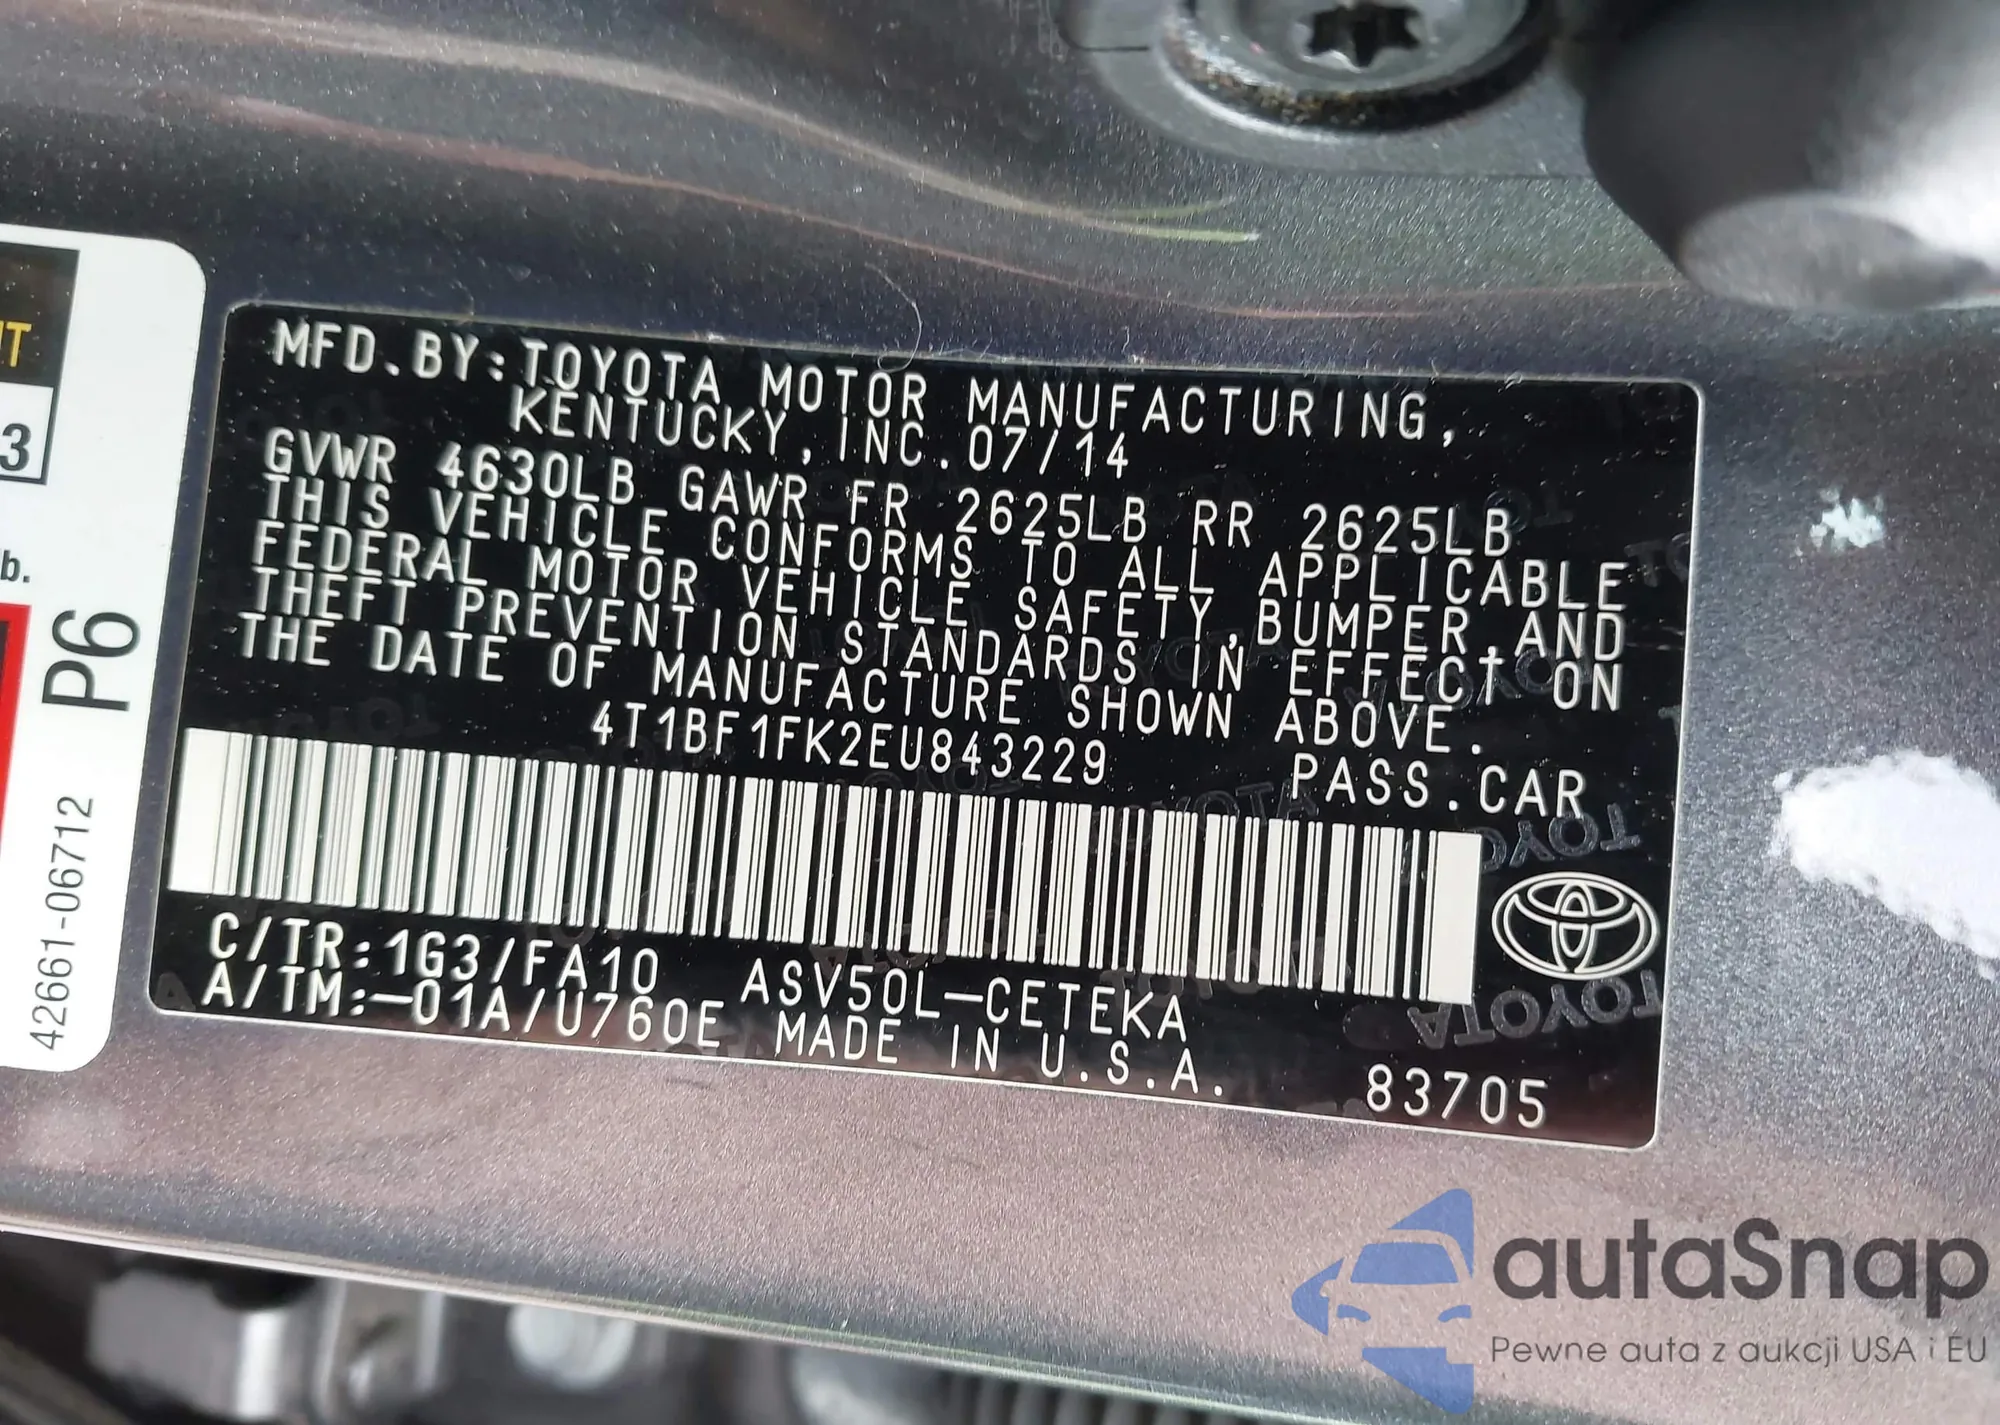 MFD.BY:TOYOTA MOTOR MANUFACTURING,
KENTUCKY, INC.07/14
GVWR 4630LB GAWR FR 2625LB RR 2625LB
THIS VEHICLE CONFORMS TO ALL APPLICABLE
FEDERAL MOTOR VEHICLE SAFETY,BUMPER,AND
THEFT PREVENTION STANDARDS IN EFFECT ON
THE DATE OF MANUFACTURE SHOWN ABOVE.
4T1BF1FK2EU843229
PASS.CAR
C/TR:1G3/FA10 ASV50L-CETEKA
A/TM:-01A/U760E MADE IN U.S.A.
83705
3
b.
P6
42661-06712
TOYOTA
TOYOTA
autaSnap
Pewne auta z aukcji USA i EU